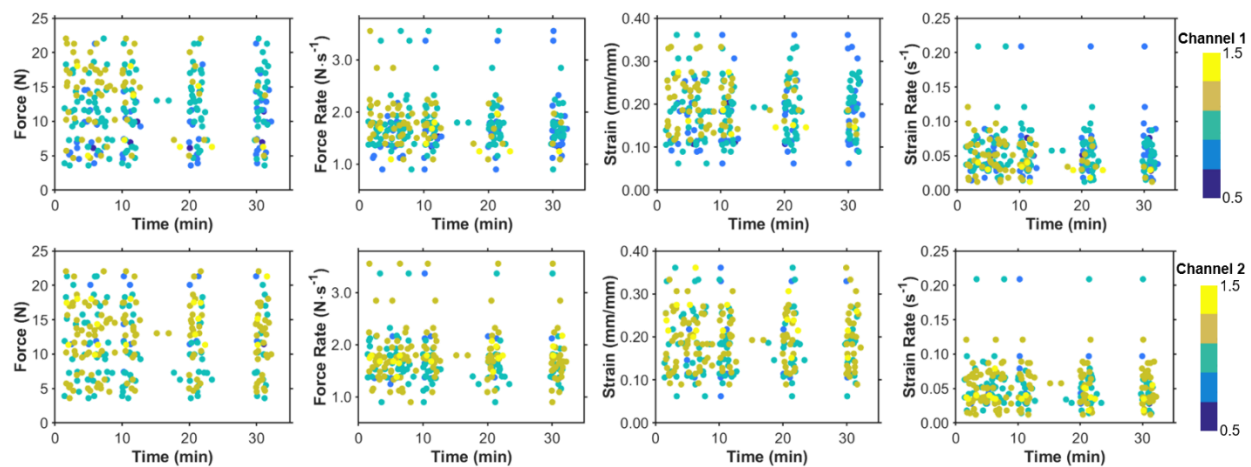 25
20
15
10
5
0
Force (N)
0 10 20 30
Time (min)
3.0
2.0
1.0
Force Rate (N·s⁻¹)
0 10 20 30
Time (min)
0.40
0.30
0.20
0.10
0.00
Strain (mm/mm)
0 10 20 30
Time (min)
0.25
0.20
0.15
0.10
0.05
0.00
Strain Rate (s⁻¹)
0 10 20 30
Time (min)
Channel 1
1.5
0.5
25
20
15
10
5
0
Force (N)
0 10 20 30
Time (min)
3.0
2.0
1.0
Force Rate (N·s⁻¹)
0 10 20 30
Time (min)
0.40
0.30
0.20
0.10
0.00
Strain (mm/mm)
0 10 20 30
Time (min)
0.25
0.20
0.15
0.10
0.05
0.00
Strain Rate (s⁻¹)
0 10 20 30
Time (min)
Channel 2
1.5
0.5